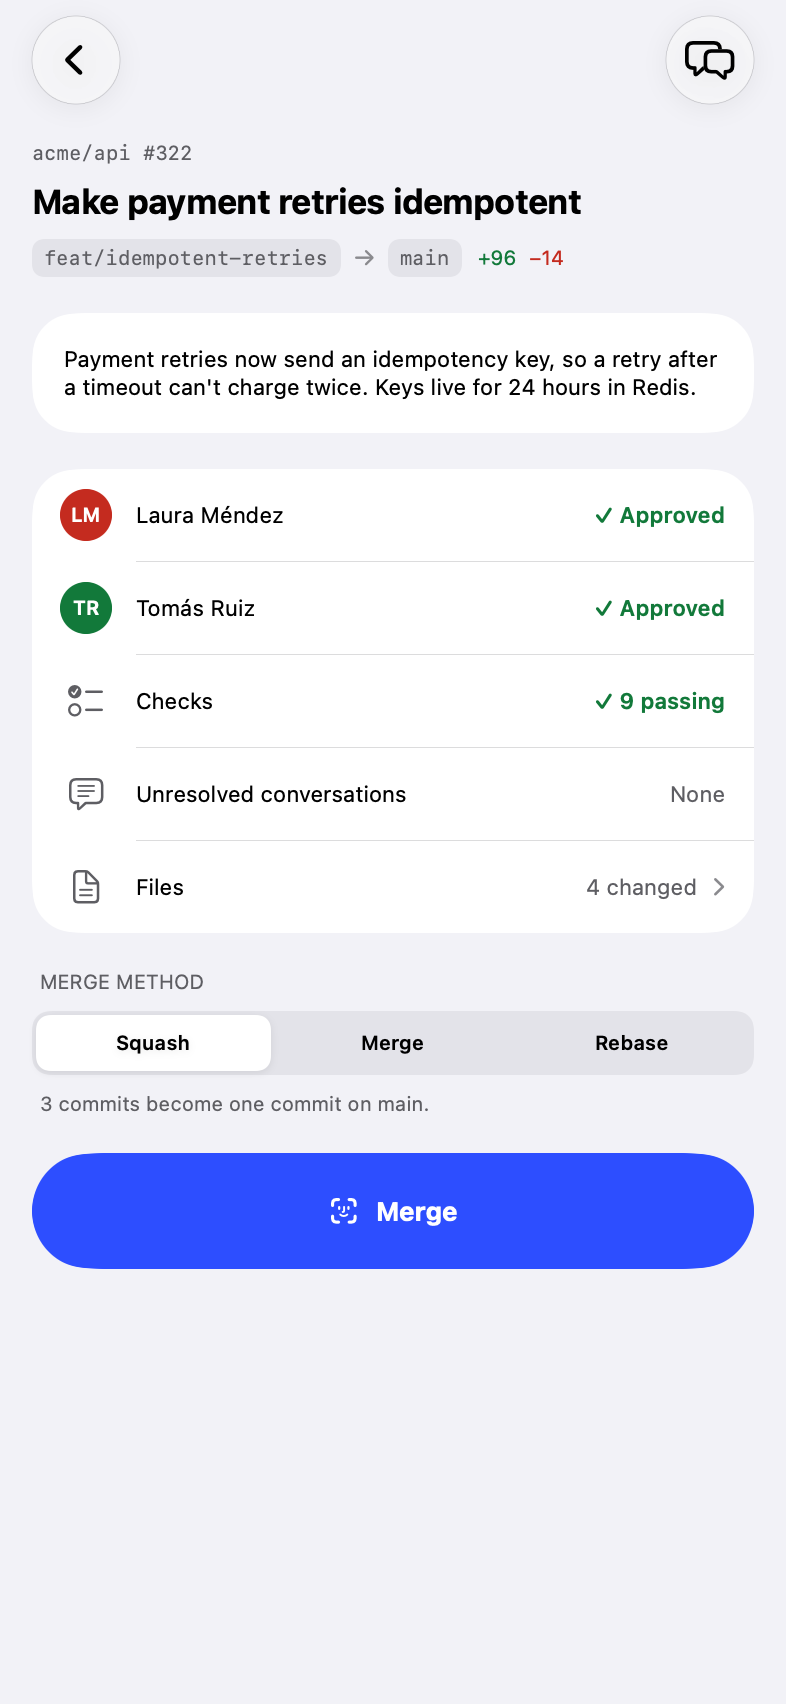 acme/api #322
Make payment retries idempotent
feat/idempotent-retries → main +96 −14
Payment retries now send an idempotency key, so a retry after
a timeout can't charge twice. Keys live for 24 hours in Redis.
LM Laura Méndez ✓ Approved
TR Tomás Ruiz ✓ Approved
Checks ✓ 9 passing
Unresolved conversations None
Files 4 changed
MERGE METHOD
Squash Merge Rebase
3 commits become one commit on main.
Merge